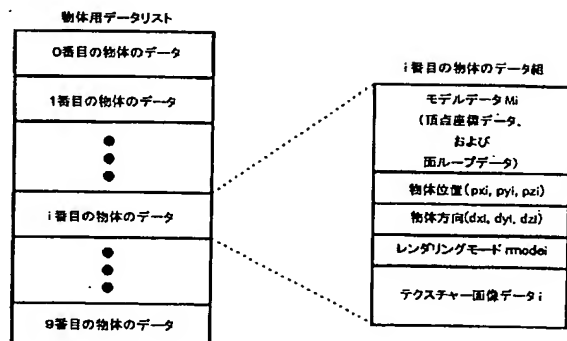 物体用データリスト
0番目の物体のデータ
1番目の物体のデータ
i番目の物体のデータ
9番目の物体のデータ
i番目の物体のデータ組
モデルデータMi
(頂点座標データ、
および
面ループデータ)
物体位置(pxi, pyi, pzi)
物体方向(dxi, dyi, dzi)
レンダリングモード rmodei
テクスチャー画像データ i